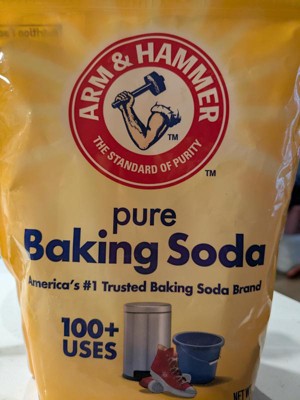 ARM & HAMMER
THE STANDARD OF PURITY
TM
TM
pure
Baking Soda
America's #1 Trusted Baking Soda Brand
100+
USES
NET